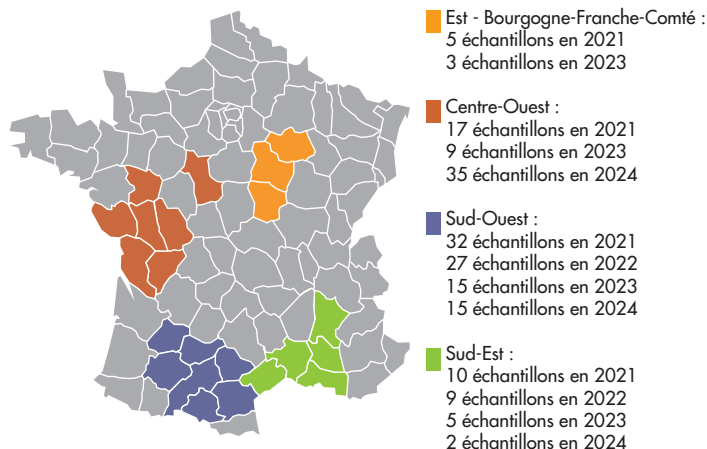 Est - Bourgogne-Franche-Comté :
5 échantillons en 2021
3 échantillons en 2023
Centre-Ouest :
17 échantillons en 2021
9 échantillons en 2023
35 échantillons en 2024
Sud-Ouest :
32 échantillons en 2021
27 échantillons en 2022
15 échantillons en 2023
15 échantillons en 2024
Sud-Est :
10 échantillons en 2021
9 échantillons en 2022
5 échantillons en 2023
2 échantillons en 2024